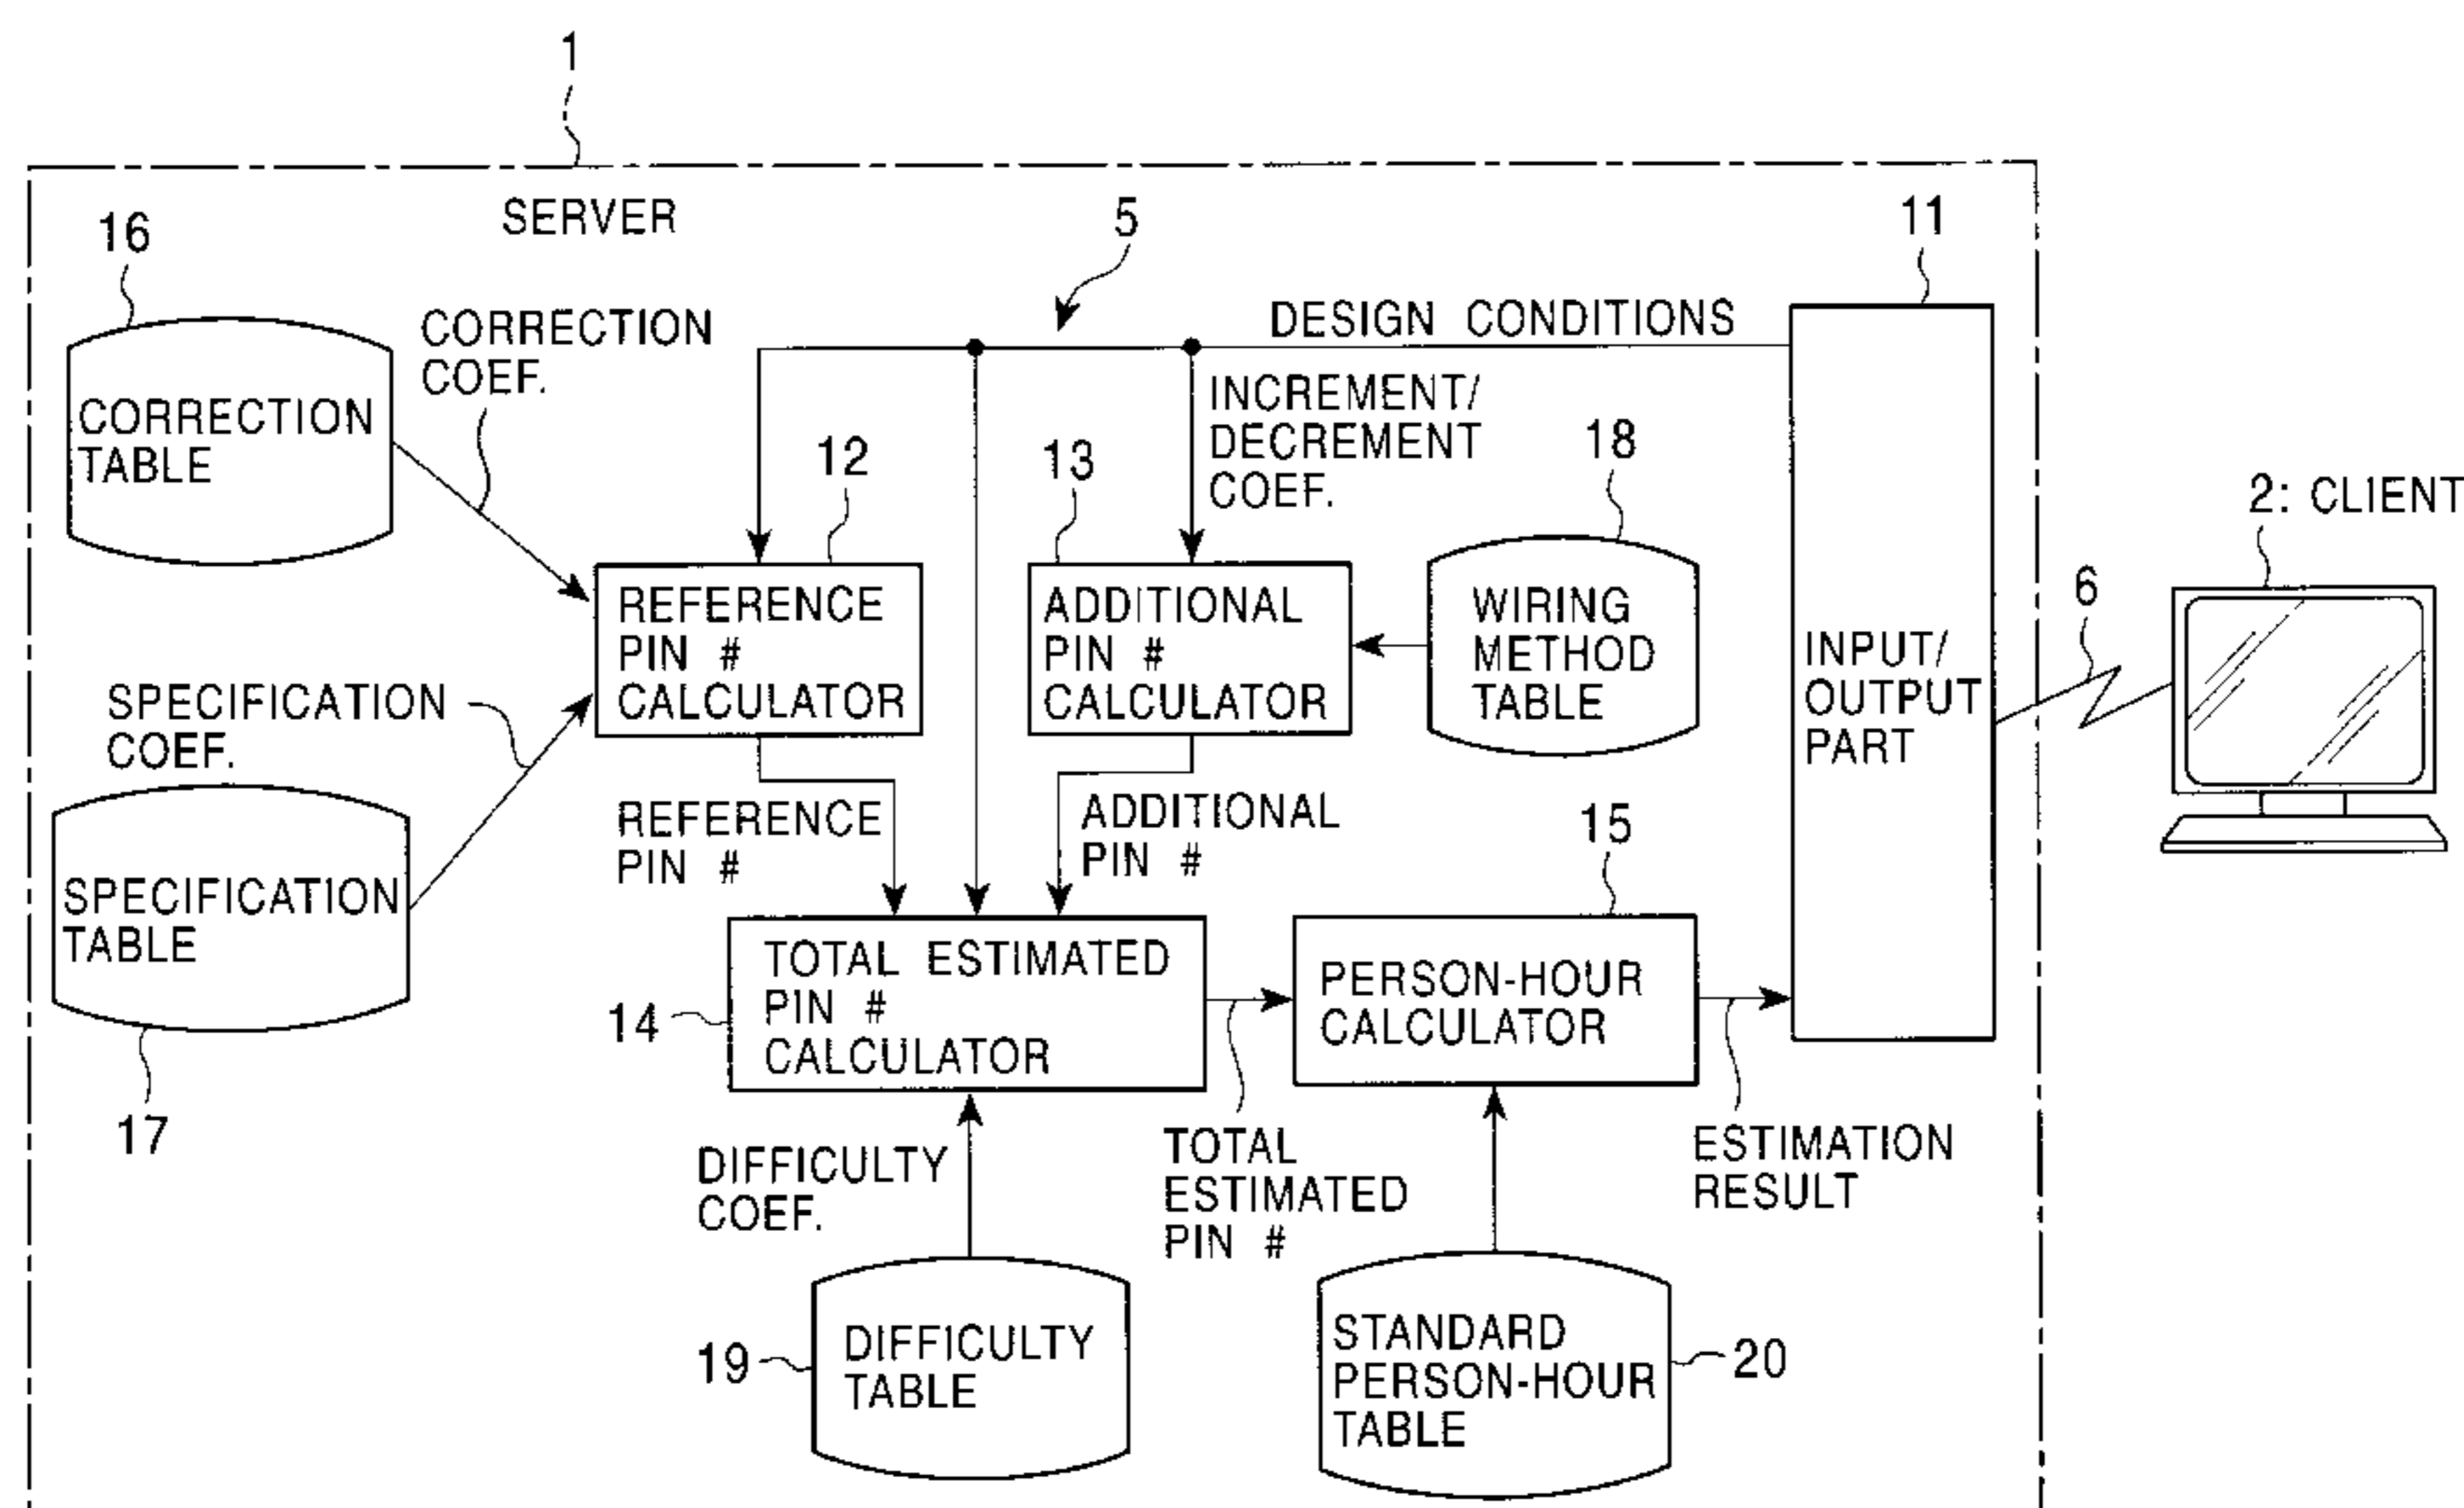 1
SERVER
5
11
16
CORRECTION
COEF.
DESIGN CONDITIONS
CORRECTION
TABLE
INCREMENT/
DECREMENT
COEF.
12
13
18
2: CLIENT
6
REFERENCE
PIN #
CALCULATOR
ADDITIONAL
PIN #
CALCULATOR
WIRING
METHOD
TABLE
INPUT/
OUTPUT
PART
SPECIFICATION
COEF.
REFERENCE
PIN #
ADDITIONAL
PIN #
15
SPECIFICATION
TABLE
17
14
TOTAL ESTIMATED
PIN #
CALCULATOR
PERSON-HOUR
CALCULATOR
DIFFICULTY
COEF.
TOTAL
ESTIMATED
PIN #
ESTIMATION
RESULT
19
DIFFICULTY
TABLE
STANDARD
PERSON-HOUR
TABLE
20